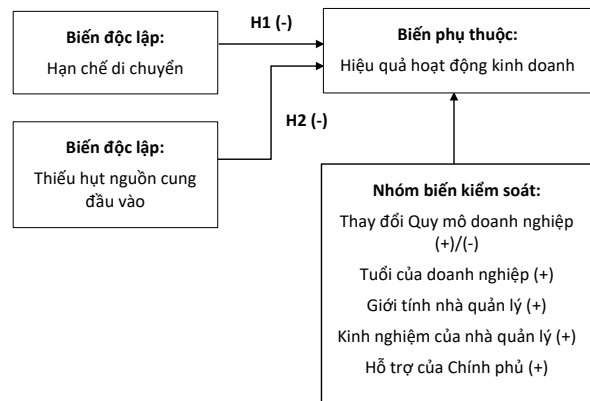 Biến độc lập:
Hạn chế di chuyển
H1 (-)
Biến phụ thuộc:
Hiệu quả hoạt động kinh doanh
Biến độc lập:
Thiếu hụt nguồn cung
đầu vào
H2 (-)
Nhóm biến kiểm soát:
Thay đổi Quy mô doanh nghiệp
(+)/(-)
Tuổi của doanh nghiệp (+)
Giới tính nhà quản lý (+)
Kinh nghiệm của nhà quản lý (+)
Hỗ trợ của Chính phủ (+)